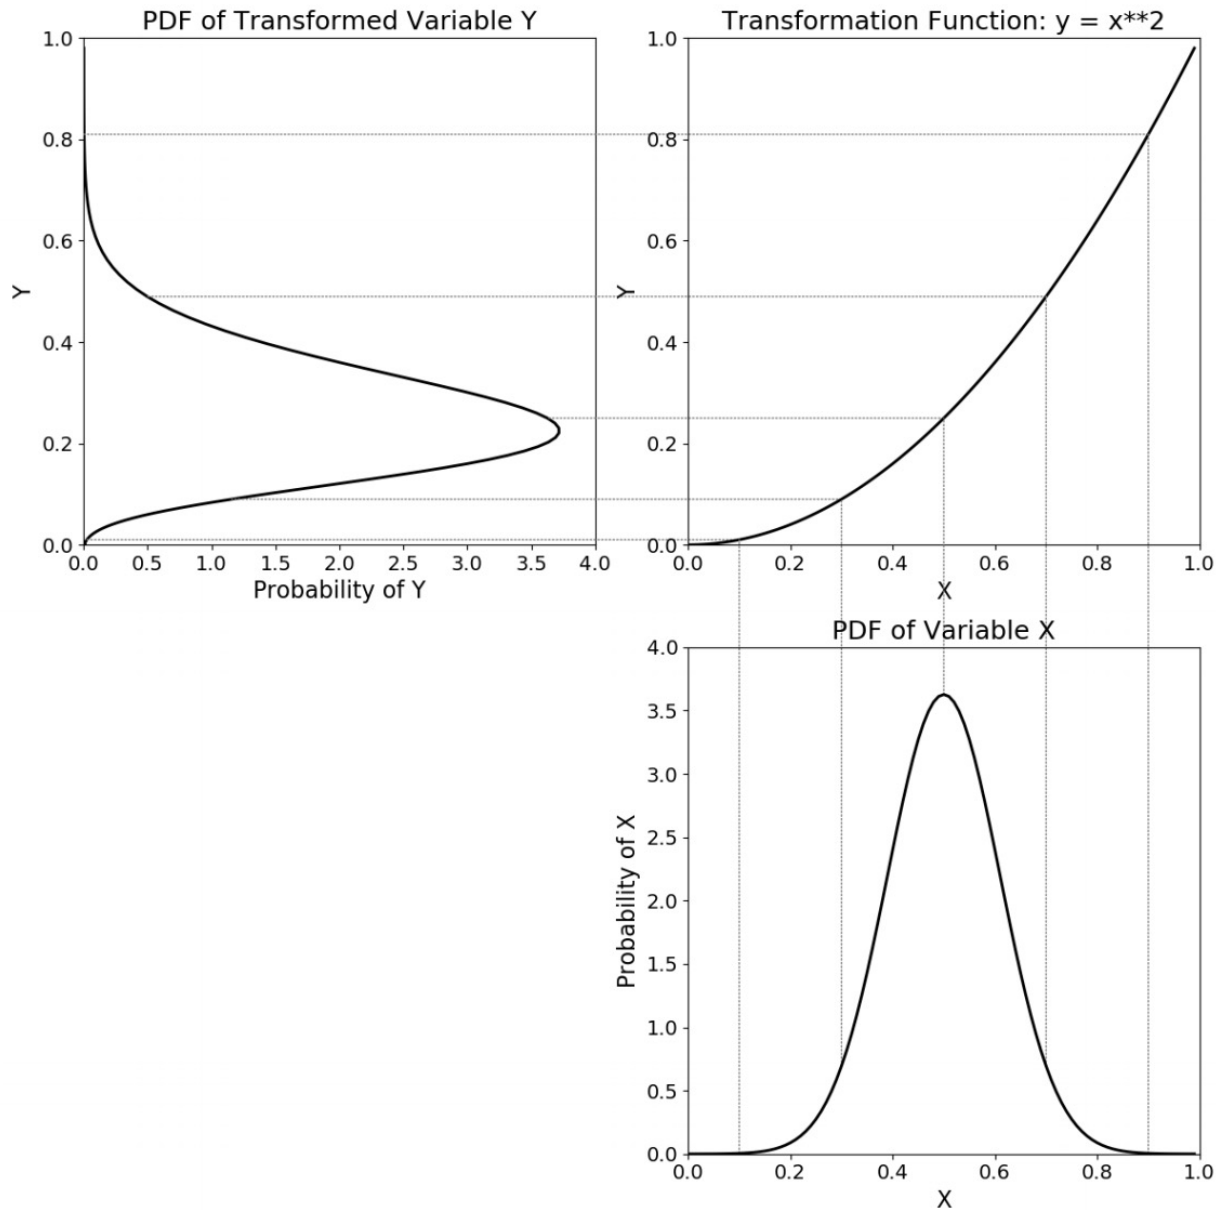 PDF of Transformed Variable Y
1.0
0.8
0.6
0.4
0.2
0.0
Y
0.0 0.5 1.0 1.5 2.0 2.5 3.0 3.5 4.0
Probability of Y
Transformation Function: y = x**2
1.0
0.8
0.6
0.4
0.2
0.0
Y
0.0 0.2 0.4 0.6 0.8 1.0
X
PDF of Variable X
4.0
3.5
3.0
2.5
2.0
1.5
1.0
0.5
0.0
Probability of X
0.0 0.2 0.4 0.6 0.8 1.0
X